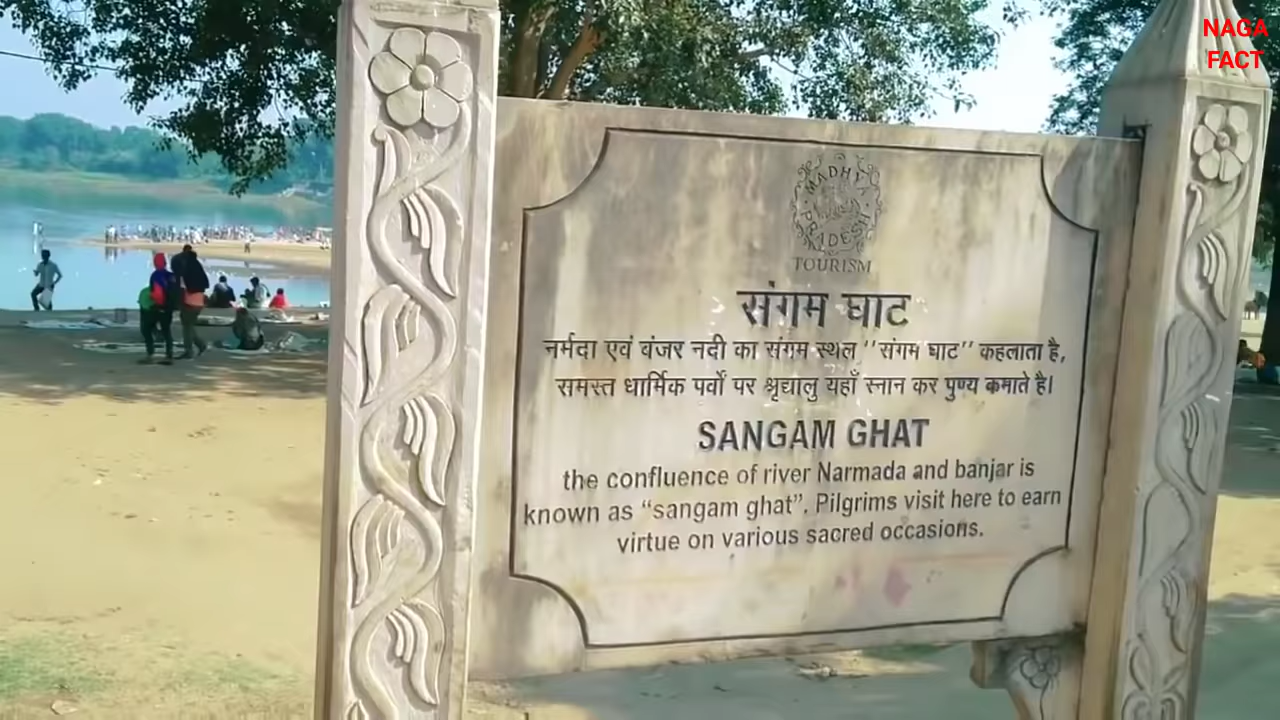 NAGA
FACT
MADHYA PRADESH
TOURISM
संगम घाट
नर्मदा एवं बंजर नदी का संगम स्थल "संगम घाट" कहलाता है,
समस्त धार्मिक पर्वों पर श्रृद्यालु यहाँ स्नान कर पुण्य कमाते है।
SANGAM GHAT
the confluence of river Narmada and banjar is
known as "sangam ghat". Pilgrims visit here to earn
virtue on various sacred occasions.